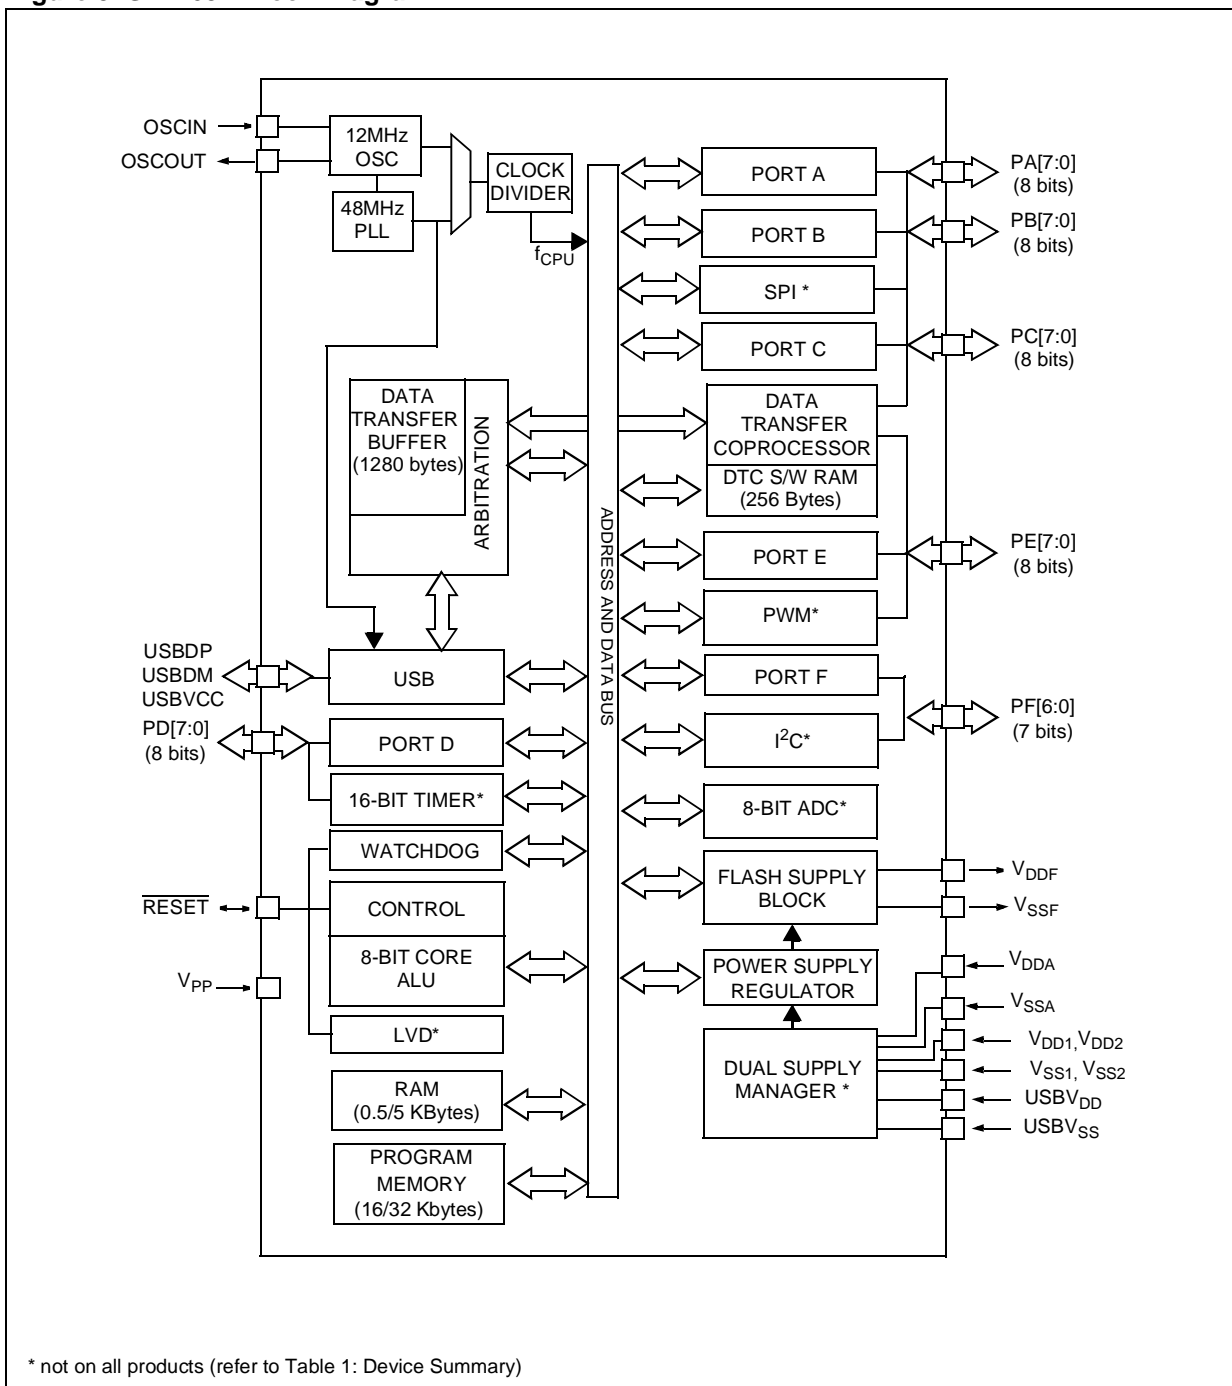 OSCIN
OSCOUT
12MHz
OSC
48MHz
PLL
CLOCK
DIVIDER
fCPU
DATA
TRANSFER
BUFFER
(1280 bytes)
ARBITRATION
USBDP
USBDM
USBVCC
USB
PD[7:0]
(8 bits)
PORT D
16-BIT TIMER*
WATCHDOG
RESET
CONTROL
8-BIT CORE
ALU
VPP
LVD*
RAM
(0.5/5 KBytes)
PROGRAM
MEMORY
(16/32 Kbytes)
ADDRESS AND DATA BUS
PORT A
PA[7:0]
(8 bits)
PORT B
PB[7:0]
(8 bits)
SPI *
PORT C
PC[7:0]
(8 bits)
DATA
TRANSFER
COPROCESSOR
DTC S/W RAM
(256 Bytes)
PORT E
PE[7:0]
(8 bits)
PWM*
PORT F
PF[6:0]
(7 bits)
I²C*
8-BIT ADC*
FLASH SUPPLY
BLOCK
VDDF
VSSF
POWER SUPPLY
REGULATOR
VDDA
VSSA
DUAL SUPPLY
MANAGER *
VDD1,VDD2
VSS1, VSS2
USBVDD
USBVSS
* not on all products (refer to Table 1: Device Summary)